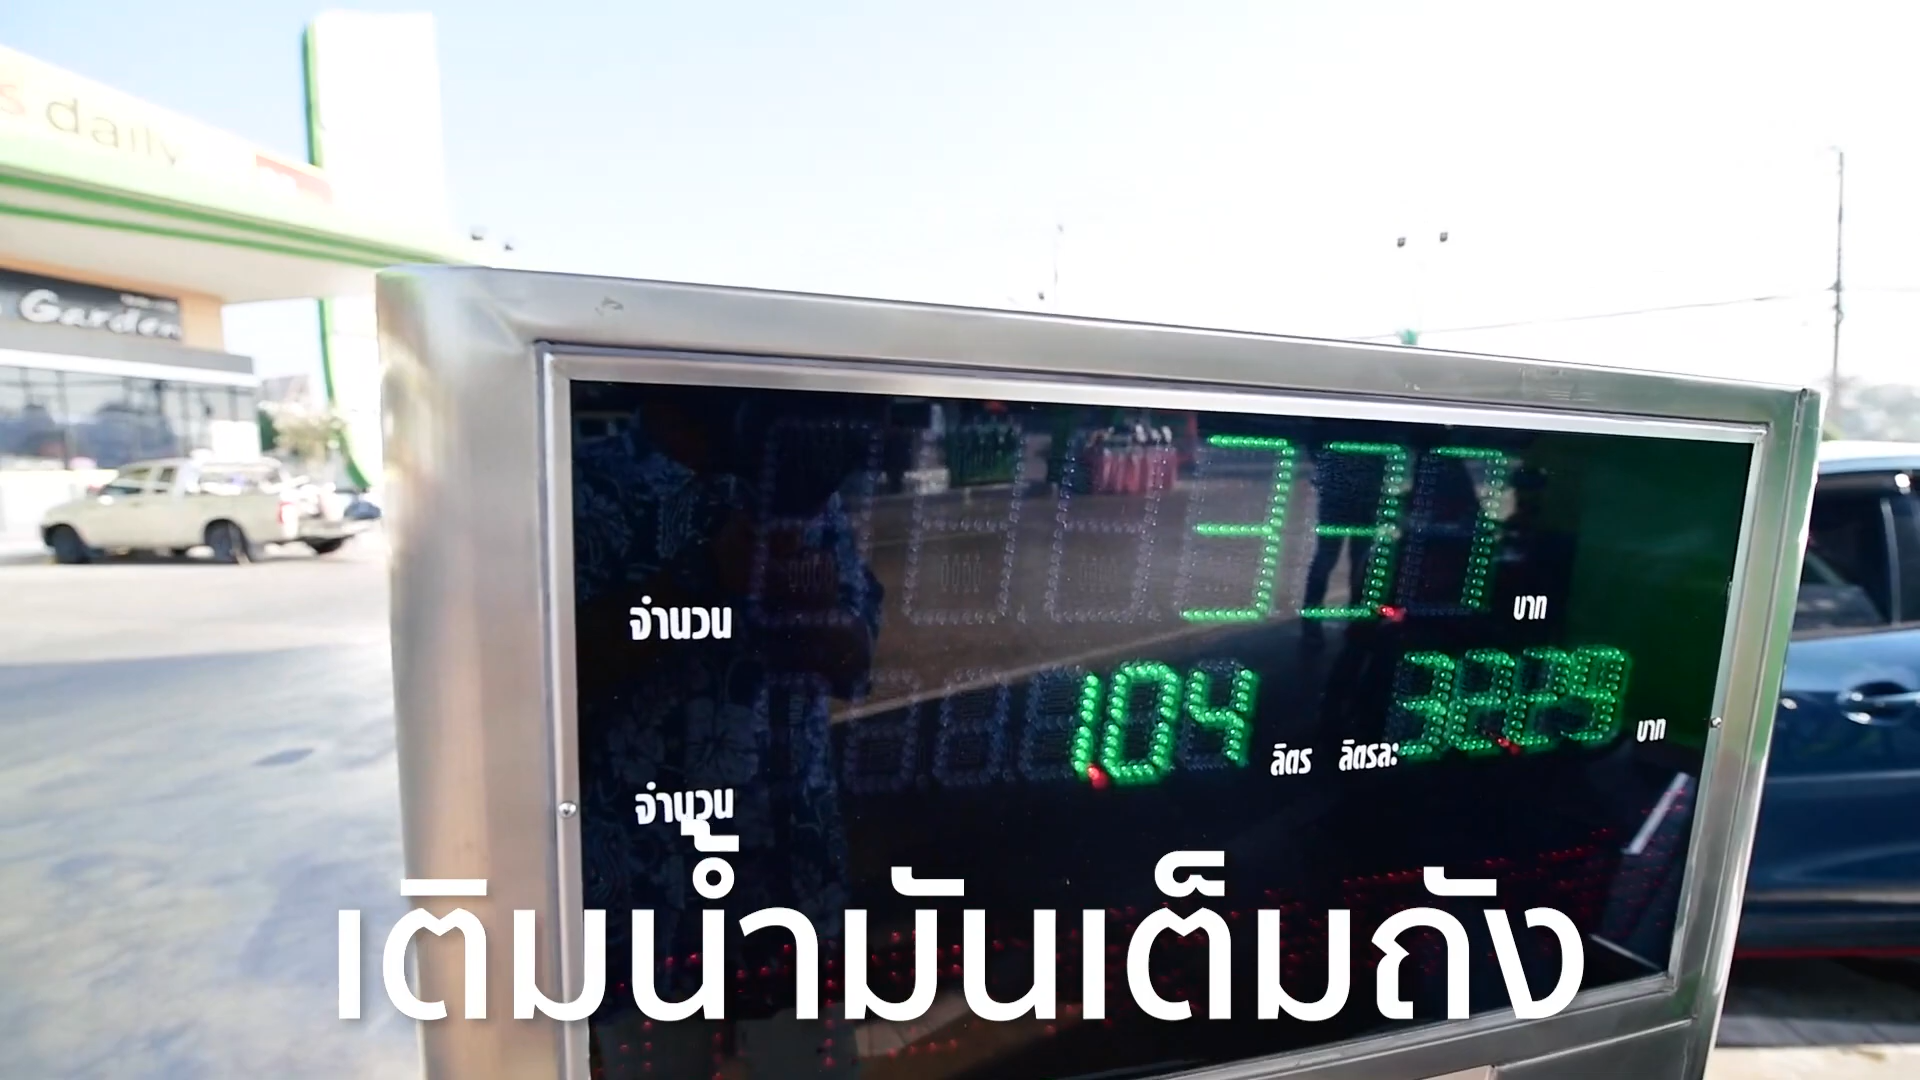 s daily
Garden
จำนวน 33.7 บาท
จำนวน 1.04 ลิตร ลิตรละ 32.29 บาท
เติมน้ำมันเต็มถัง